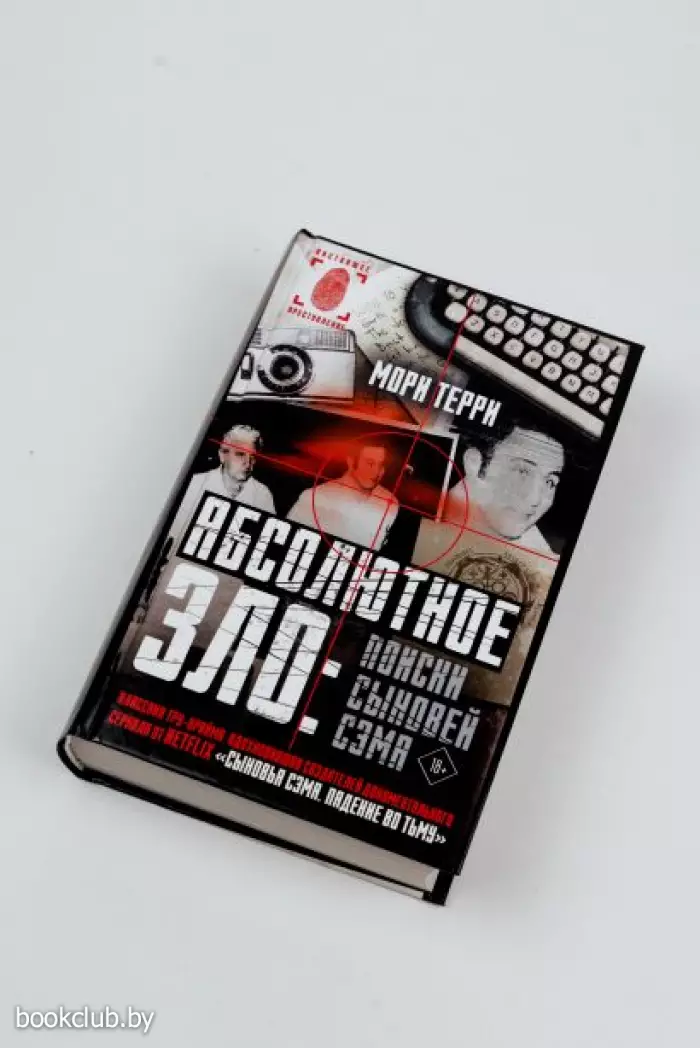 НАСТОЯЩЕЕ
ПРЕСТУПЛЕНИЕ
МОРИ ТЕРРИ
АБСОЛЮТНОЕ
ЗЛО:
ПОИСКИ
СЫНОВЕЙ
СЭМА
18+
КЛАССИКА ТРУ-КРАЙМА, ВДОХНОВИВШАЯ СОЗДАТЕЛЕЙ ДОКУМЕНТАЛЬНОГО
СЕРИАЛА ОТ NETFLIX «СЫНОВЬЯ СЭМА. ПАДЕНИЕ ВО ТЬМУ»
bookclub.by